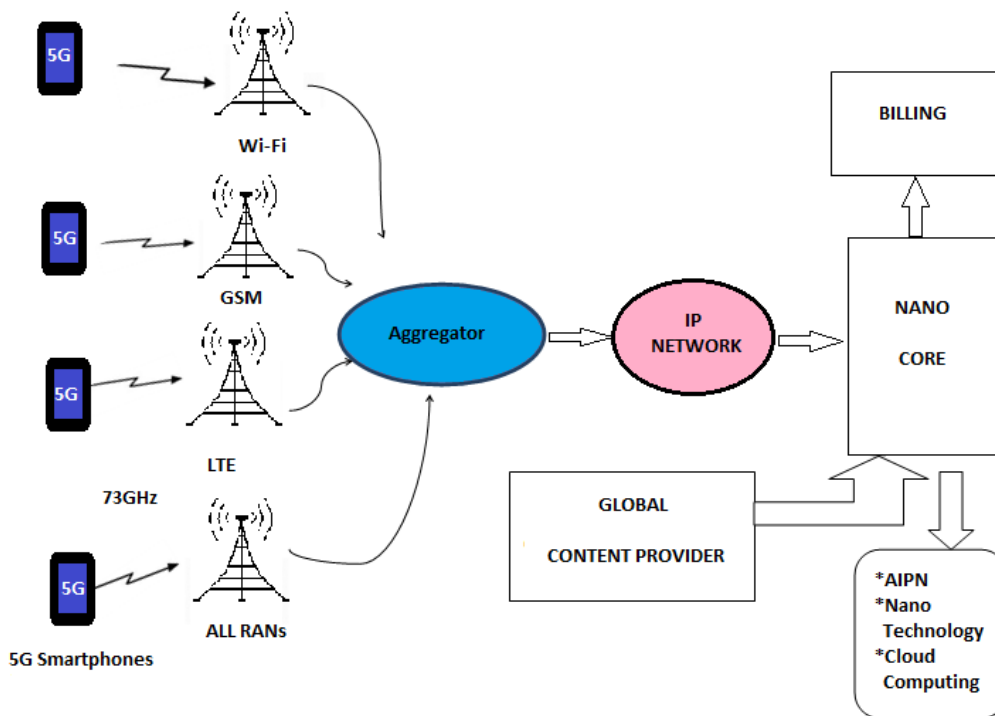 5G
Wi-Fi
5G
GSM
5G
LTE
73GHz
5G
ALL RANs
5G Smartphones
Aggregator
IP
NETWORK
BILLING
NANO
CORE
GLOBAL
CONTENT PROVIDER
*AIPN
*Nano
Technology
*Cloud
Computing